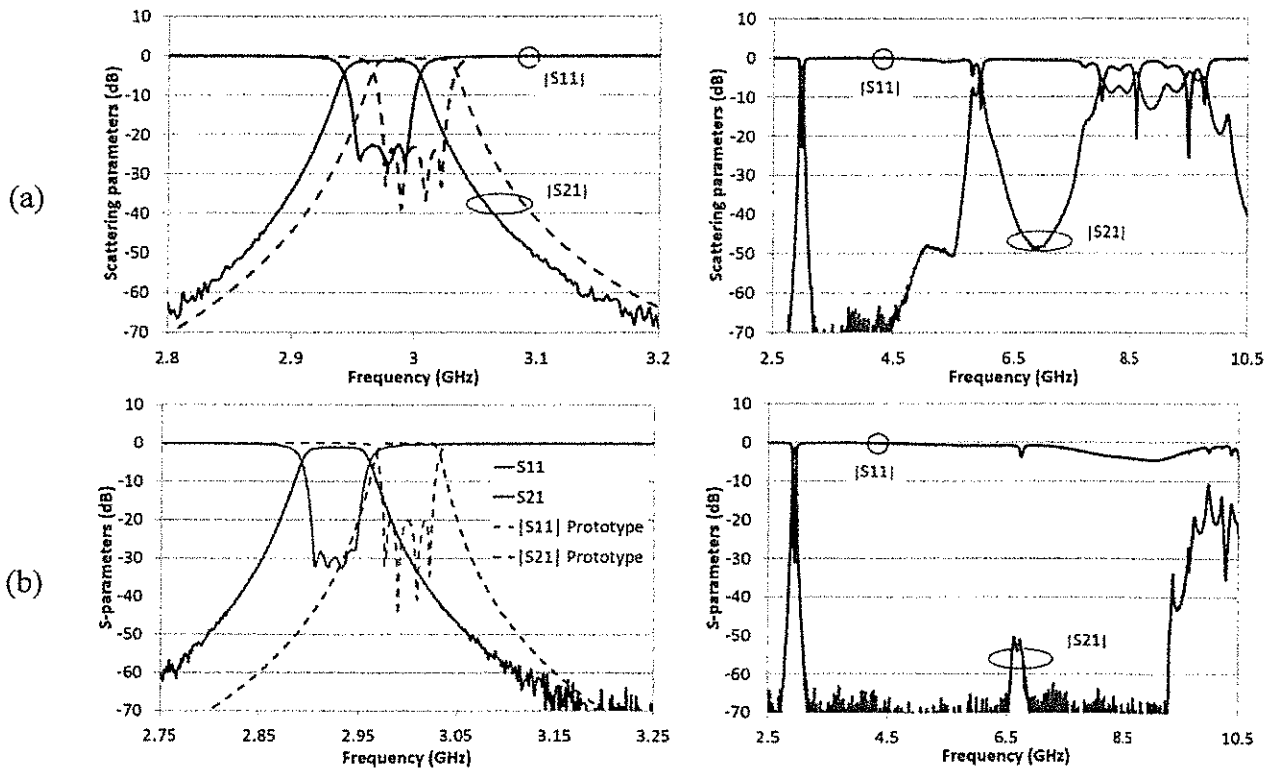 (a)
Scattering parameters (dB)
10
0
-10
-20
-30
-40
-50
-60
-70
|S11|
|S21|
2.8
2.9
3
3.1
3.2
Frequency (GHz)
Scattering parameters (dB)
10
0
-10
-20
-30
-40
-50
-60
-70
|S11|
|S21|
2.5
4.5
6.5
8.5
10.5
Frequency (GHz)
(b)
S-parameters (dB)
10
0
-10
-20
-30
-40
-50
-60
-70
S11
S21
|S11| Prototype
|S21| Prototype
2.75
2.85
2.95
3.05
3.15
3.25
Frequency (GHz)
S-parameters (dB)
10
0
-10
-20
-30
-40
-50
-60
-70
|S11|
|S21|
2.5
4.5
6.5
8.5
10.5
Frequency (GHz)